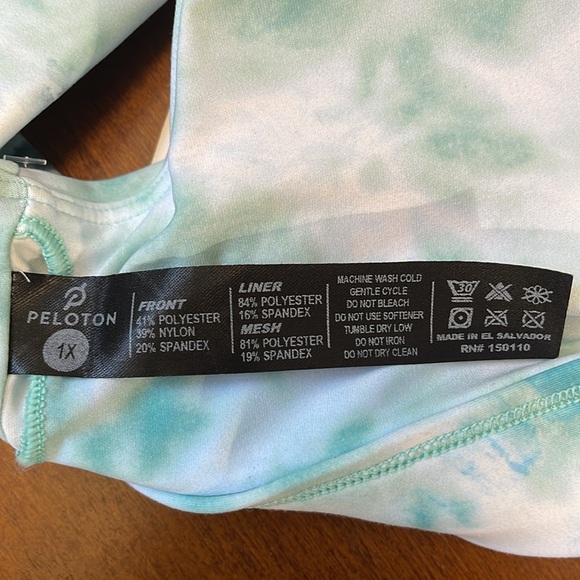 PELOTON
1X
FRONT
41% POLYESTER
39% NYLON
20% SPANDEX
LINER
84% POLYESTER
16% SPANDEX
MESH
81% POLYESTER
19% SPANDEX
MACHINE WASH COLD
GENTLE CYCLE
DO NOT BLEACH
DO NOT USE SOFTENER
TUMBLE DRY LOW
DO NOT IRON
DO NOT DRY CLEAN
30
MADE IN EL SALVADOR
RN# 150110